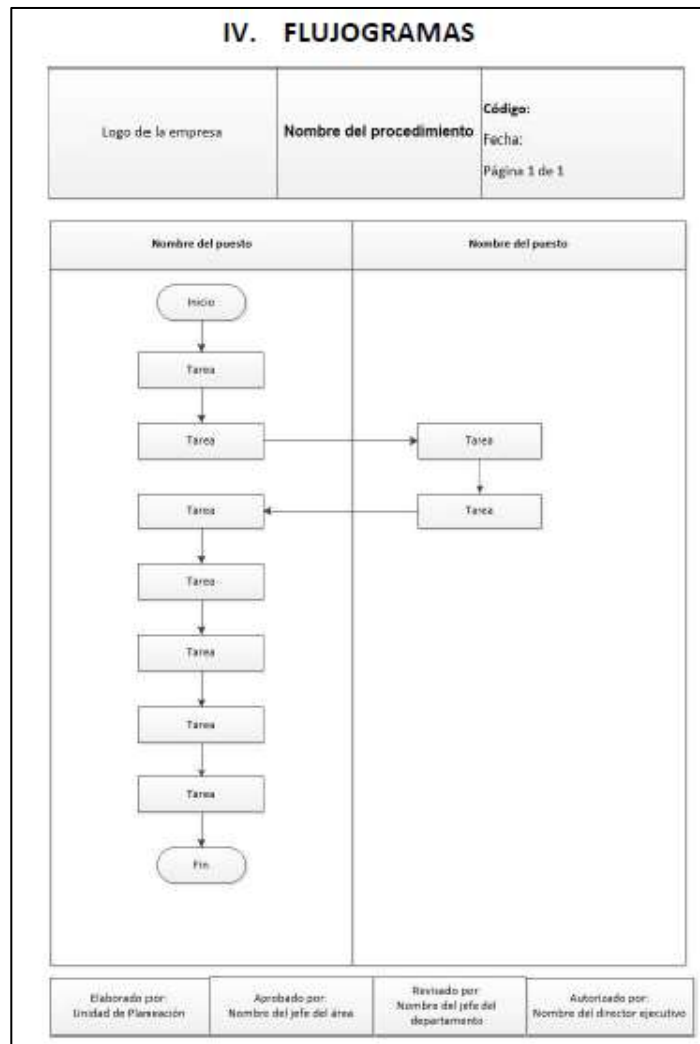 IV. FLUJOGRAMAS
Logo de la empresa
Nombre del procedimiento
Código:
Fecha:
Página 1 de 1
Nombre del puesto
Nombre del puesto
Inicio
Tarea
Tarea
Tarea
Tarea
Tarea
Tarea
Tarea
Tarea
Tarea
Fin
Elaborado por:
Unidad de Planeación
Aprobado por:
Nombre del jefe del área
Revisado por:
Nombre del jefe del
departamento
Autorizado por:
Nombre del director ejecutivo